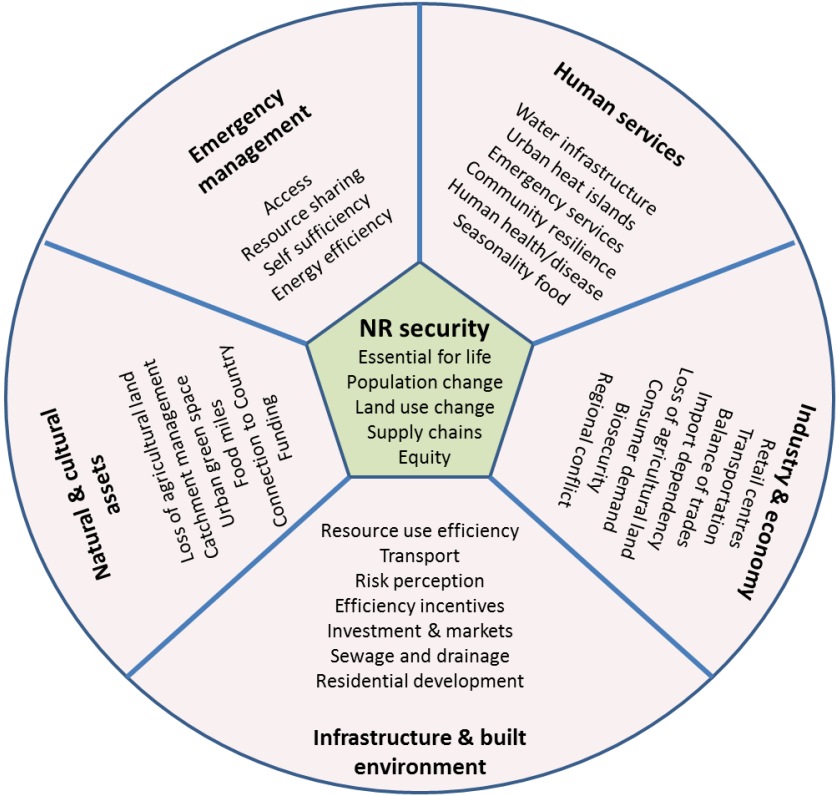 Emergency
management
Access
Resource sharing
Self sufficiency
Energy efficiency
Human services
Water infrastructure
Urban heat islands
Emergency services
Community resilience
Human health/disease
Seasonality food
NR security
Essential for life
Population change
Land use change
Supply chains
Equity
Industry & economy
Retail centres
Transportation
Balance of trades
Import dependency
Loss of agricultural land
Consumer demand
Biosecurity
Regional conflict
Resource use efficiency
Transport
Risk perception
Efficiency incentives
Investment & markets
Sewage and drainage
Residential development
Infrastructure & built
environment
Natural & cultural
assets
Loss of agricultural land
Catchment management
Urban green space
Food miles
Connection to Country
Funding